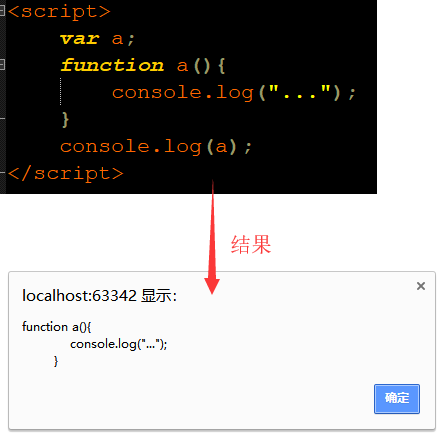 <script>
var a;
function a(){
console.log("...");
}
console.log(a);
</script>
结果
localhost:63342 显示：
function a(){
console.log("...");
}
确定